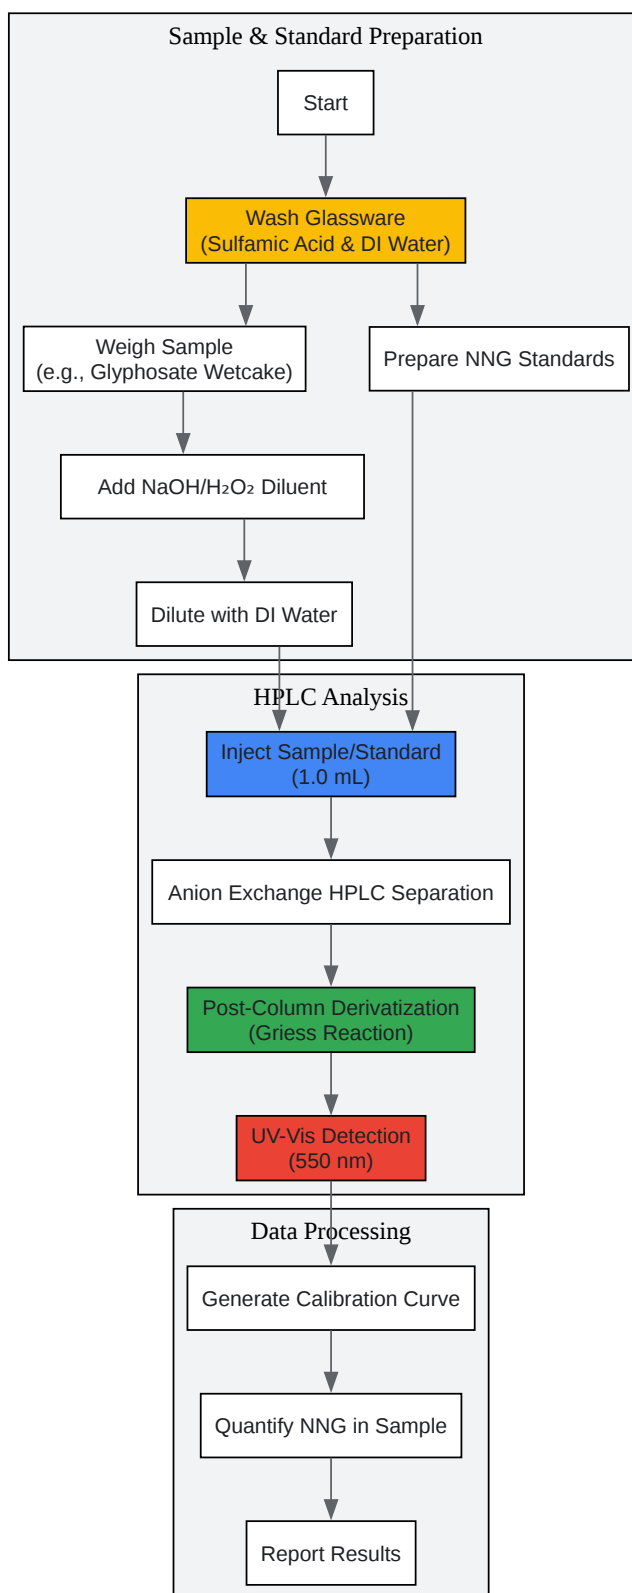 Sample & Standard Preparation
Start
Wash Glassware
(Sulfamic Acid & DI Water)
Weigh Sample
(e.g., Glyphosate Wetcake)
Prepare NNG Standards
Add NaOH/H₂O₂ Diluent
Dilute with DI Water
HPLC Analysis
Inject Sample/Standard
(1.0 mL)
Anion Exchange HPLC Separation
Post-Column Derivatization
(Griess Reaction)
UV-Vis Detection
(550 nm)
Data Processing
Generate Calibration Curve
Quantify NNG in Sample
Report Results